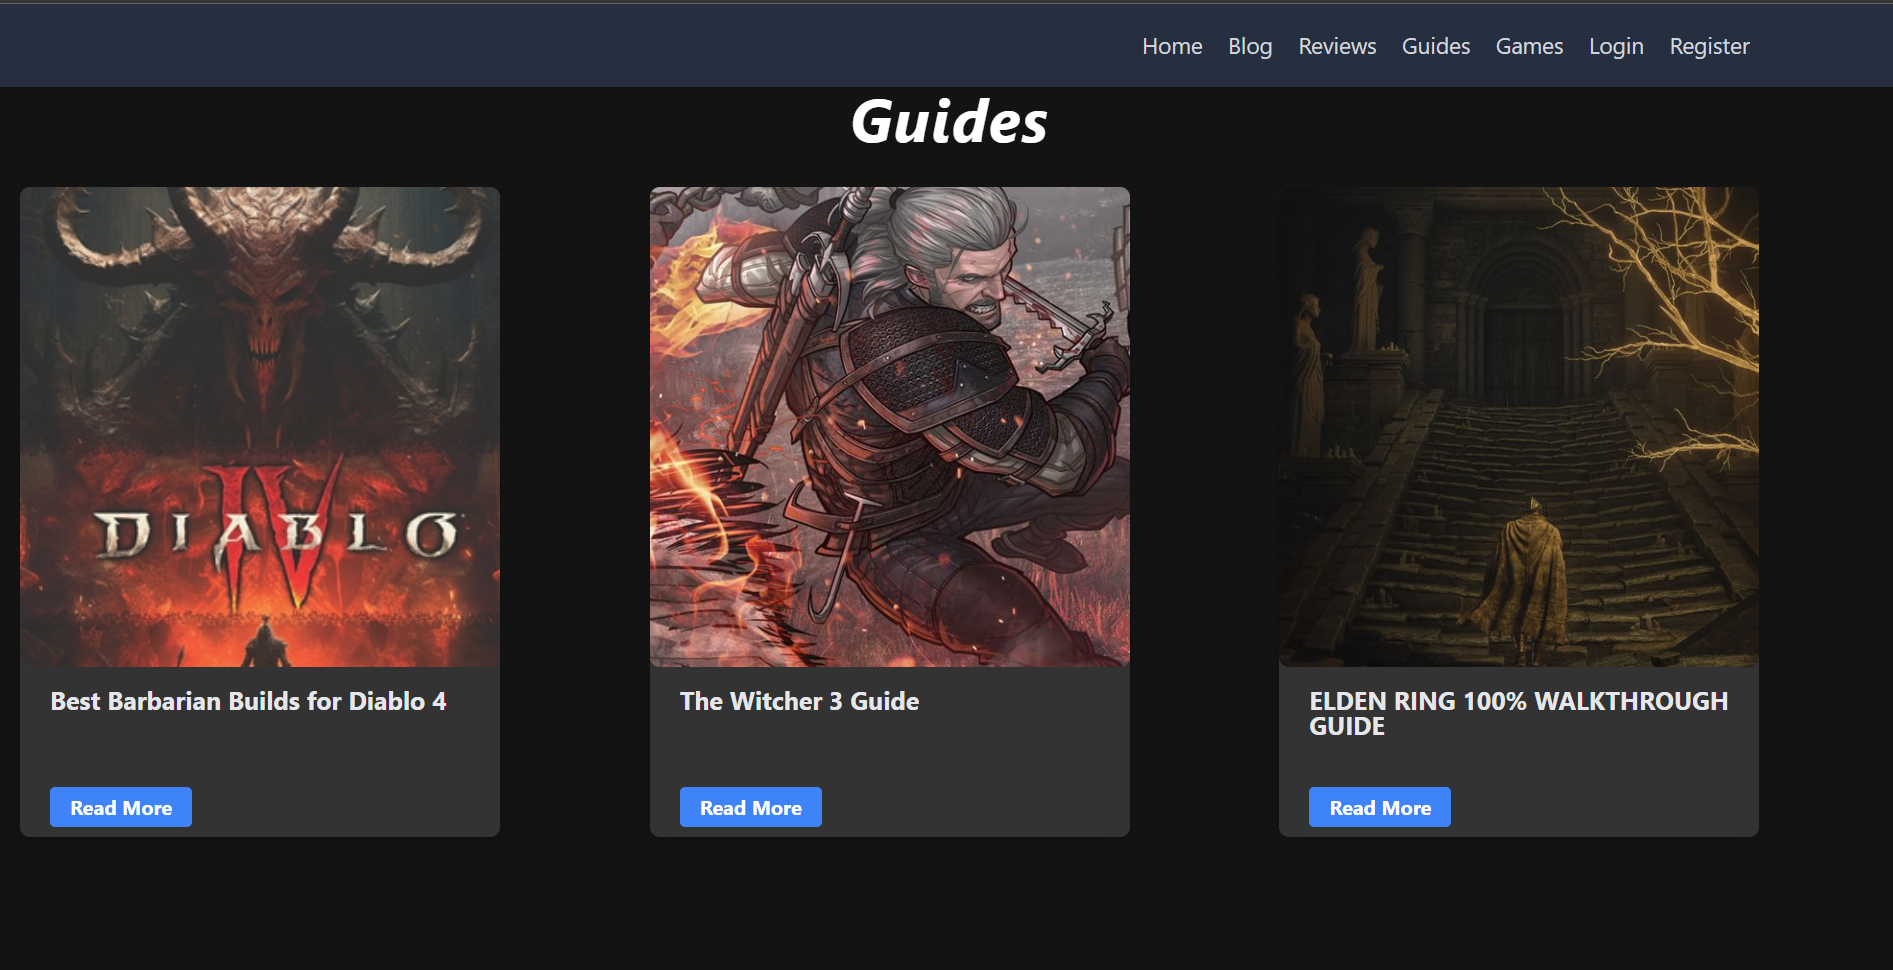 Home Blog Reviews Guides Games Login Register
Guides
DIABLO
IV
Best Barbarian Builds for Diablo 4
Read More
The Witcher 3 Guide
Read More
ELDEN RING 100% WALKTHROUGH
GUIDE
Read More